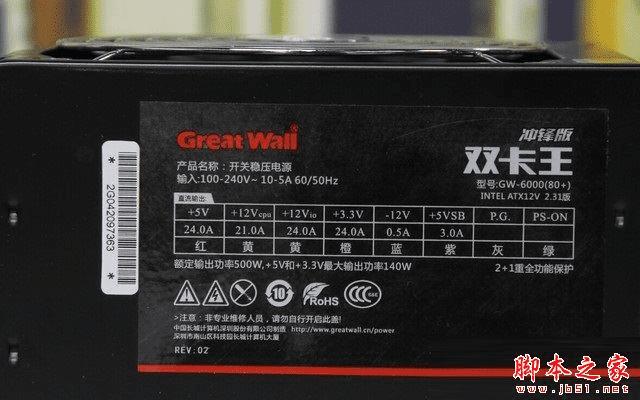 Great Wall
冲锋版
双卡王
产品名称：开关稳压电源
型号:GW-6000(80+)
输入:100-240V~ 10-5A 60/50Hz
INTEL ATX12V 2.31版
直流输出:
+5V +12Vcpu +12Vio +3.3V -12V +5VSB P.G. PS-ON
24.0A 21.0A 24.0A 24.0A 0.5A 3.0A
红 黄 黄 橙 蓝 紫 灰 绿
额定输出功率500W,+5V和+3.3V最大输出功率140W
2+1重全功能保护
10
RoHS
CCC
S&E
>注意：非专业维修人员，请勿自行开启此盖!
中国长城计算机深圳股份有限公司制造 http://www.greatwall.cn/power
深圳市南山区科技园长城计算机大厦
REV: 02
*2G042097363*
脚本之家
www.jb51.net